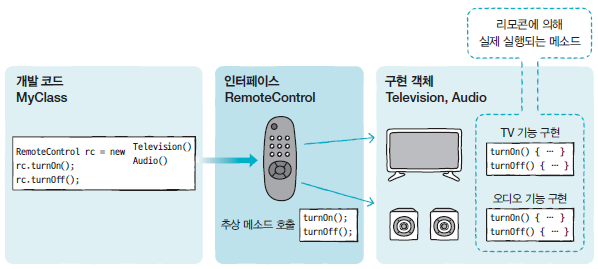 리모콘에 의해
실제 실행되는 메소드
개발 코드
MyClass
RemoteControl rc = new Television()
Audio()
rc.turnOn();
rc.turnOff();
인터페이스
RemoteControl
추상 메소드 호출
turnOn();
turnOff();
구현 객체
Television, Audio
TV 기능 구현
turnOn() { … }
turnOff() { … }
오디오 기능 구현
turnOn() { … }
turnOff() { … }